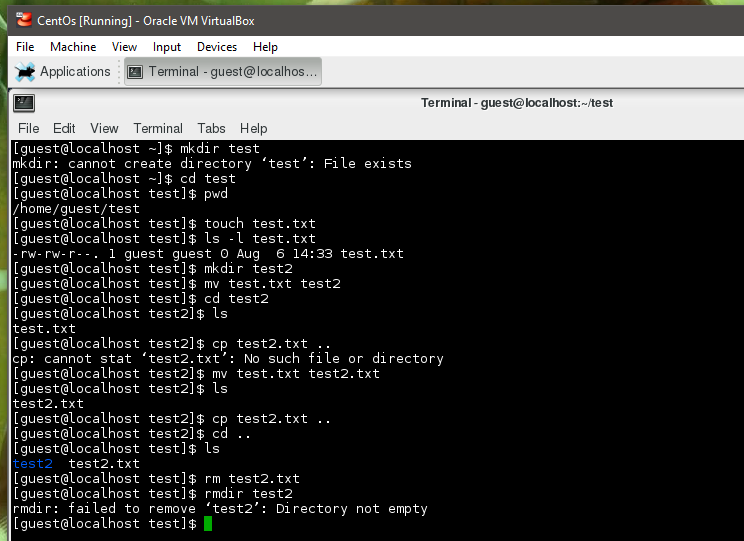 CentOs [Running] - Oracle VM VirtualBox
File Machine View Input Devices Help
Applications Terminal - guest@localhos...
Terminal - guest@localhost:~/test
File Edit View Terminal Tabs Help
[guest@localhost ~]$ mkdir test
mkdir: cannot create directory ‘test’: File exists
[guest@localhost ~]$ cd test
[guest@localhost test]$ pwd
/home/guest/test
[guest@localhost test]$ touch test.txt
[guest@localhost test]$ ls -l test.txt
-rw-rw-r--. 1 guest guest 0 Aug  6 14:33 test.txt
[guest@localhost test]$ mkdir test2
[guest@localhost test]$ mv test.txt test2
[guest@localhost test]$ cd test2
[guest@localhost test2]$ ls
test.txt
[guest@localhost test2]$ cp test2.txt ..
cp: cannot stat ‘test2.txt’: No such file or directory
[guest@localhost test2]$ mv test.txt test2.txt
[guest@localhost test2]$ ls
test2.txt
[guest@localhost test2]$ cp test2.txt ..
[guest@localhost test2]$ cd ..
[guest@localhost test]$ ls
test2  test2.txt
[guest@localhost test]$ rm test2.txt
[guest@localhost test]$ rmdir test2
rmdir: failed to remove ‘test2’: Directory not empty
[guest@localhost test]$